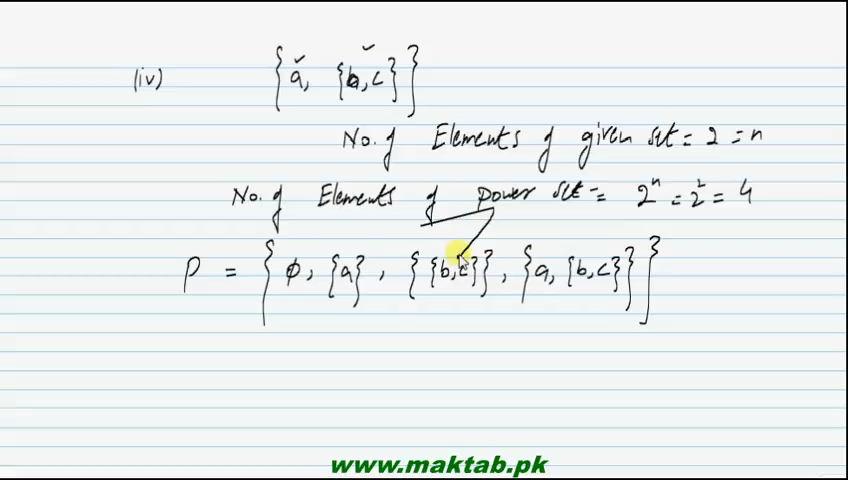 (iv) { a, {b,c} }
No. of Elements of given set = 2 = n
No. of Elements of power set = 2ⁿ = 2² = 4
P = { ϕ, {a}, { {b,c} }, { a, {b,c} } }
www.maktab.pk